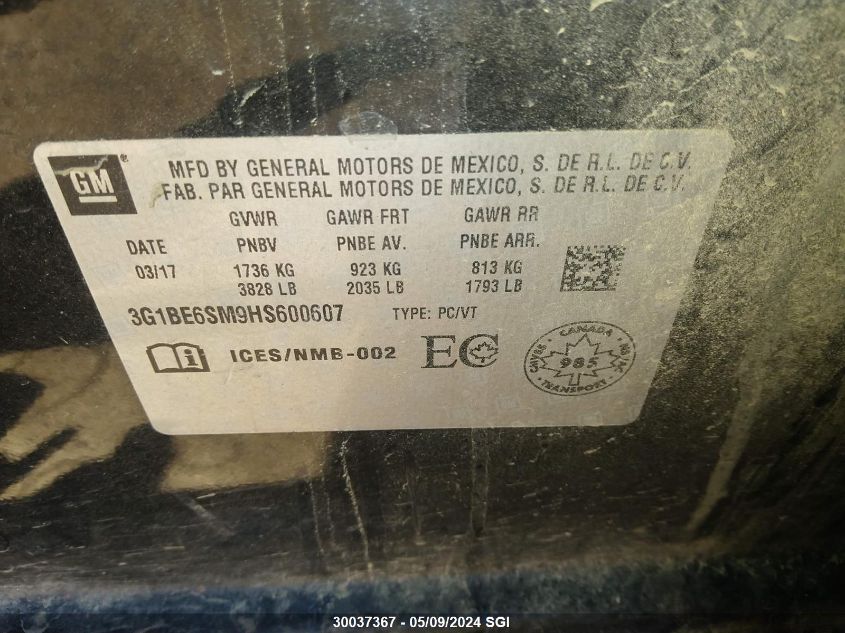 GM ®
MFD BY GENERAL MOTORS DE MEXICO, S. DE R.L. DE C.V.
FAB. PAR GENERAL MOTORS DE MEXICO, S. DE R.L. DE C.V.
GVWR GAWR FRT GAWR RR
DATE PNBV PNBE AV. PNBE ARR.
03/17 1736 KG 923 KG 813 KG
3828 LB 2035 LB 1793 LB
3G1BE6SM9HS600607 TYPE: PC/VT
i ICES/NMB-002 EC
CANADA
985
TRANSPORT
30037367 - 05/09/2024 SGI